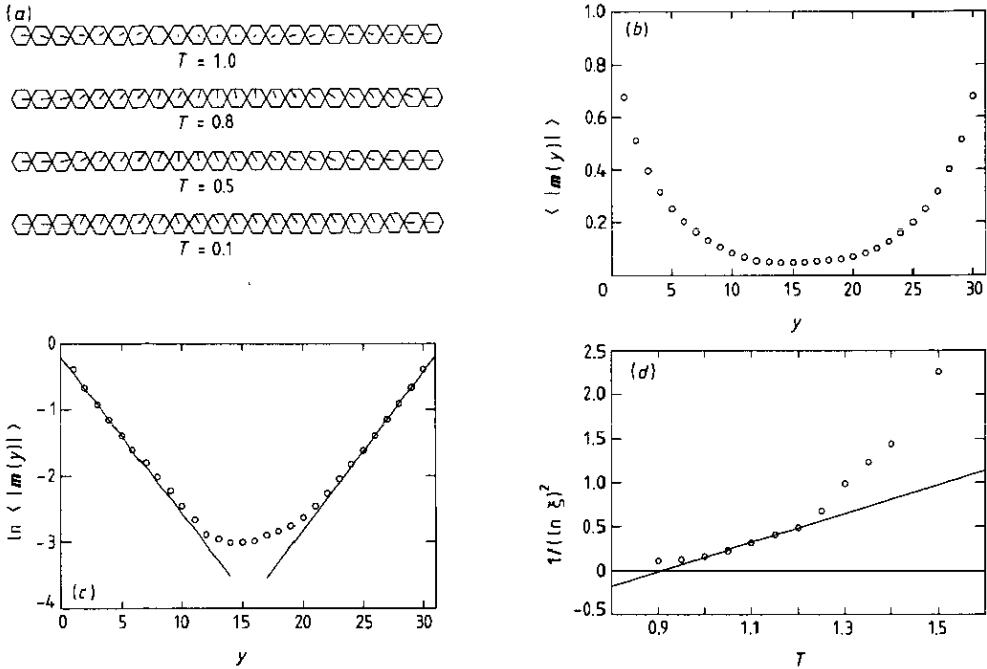 (a)
T = 1.0
T = 0.8
T = 0.5
T = 0.1
(b)
1.0
0.8
0.6
0.4
0.2
0 5 10 15 20 25 30
⟨ |m(y)| ⟩
y
0
-1
-2
-3
-4
(c)
0 5 10 15 20 25 30
ln ⟨ |m(y)| ⟩
y
2.5
2.0
1.5
1.0
0.5
0
-0.5
(d)
0.9 1.1 1.3 1.5
1/(ln ξ)²
T